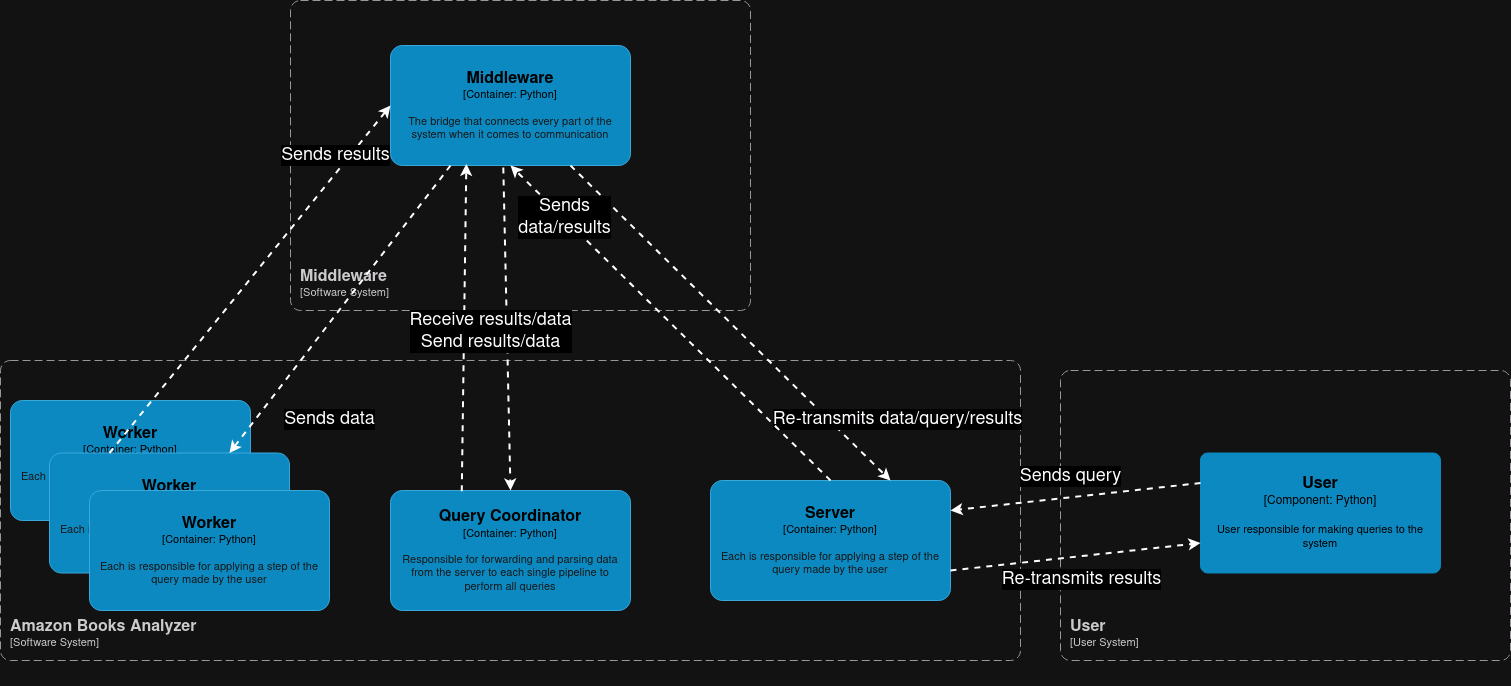 Middleware
[Container: Python]
The bridge that connects every part of the
system when it comes to communication
Sends results
Sends
data/results
Middleware
[Software System]
Receive results/data
Send results/data
Sends data
Re-transmits data/query/results
Worker
[Container: Python]
Each
Worker
Each
Worker
[Container: Python]
Each is responsible for applying a step of the
query made by the user
Query Coordinator
[Container: Python]
Responsible for forwarding and parsing data
from the server to each single pipeline to
perform all queries
Server
[Container: Python]
Each is responsible for applying a step of the
query made by the user
Sends query
Re-transmits results
User
[Component: Python]
User responsible for making queries to the
system
Amazon Books Analyzer
[Software System]
User
[User System]